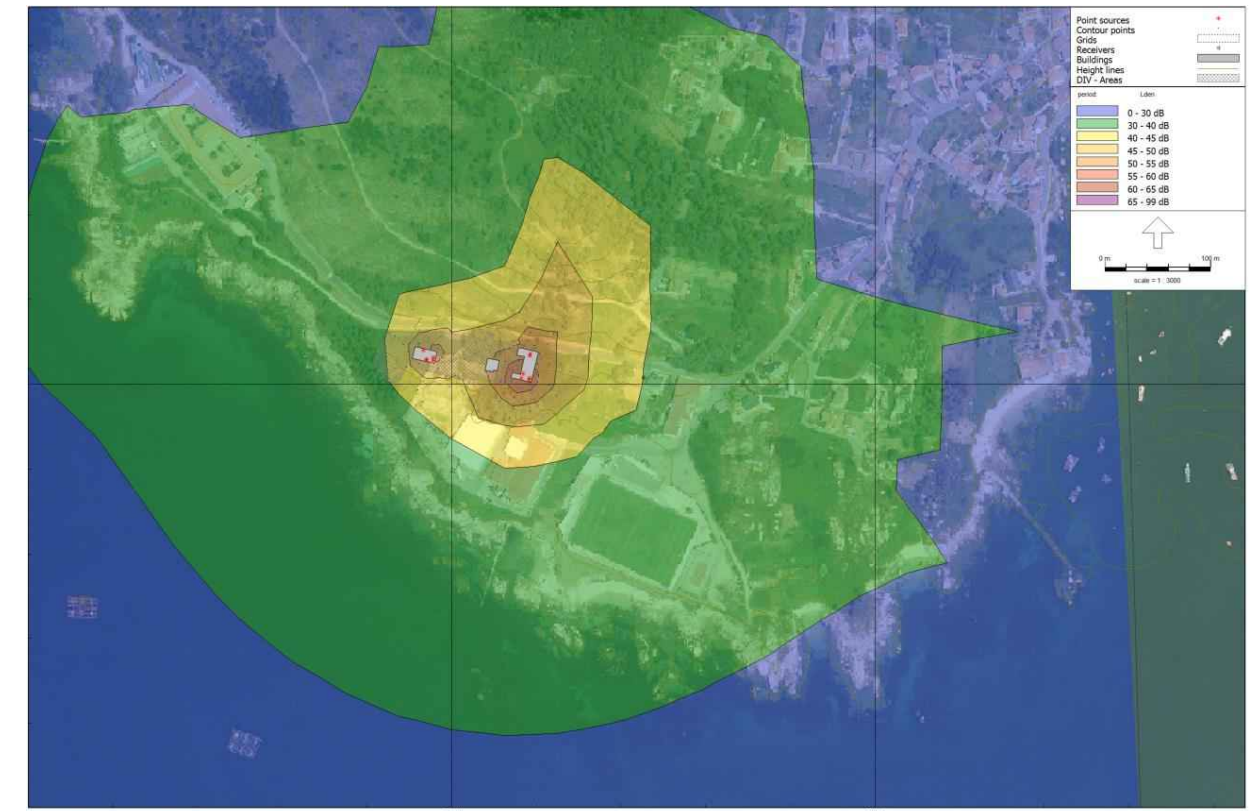 Point sources
Contour points
Grids
Receivers
Buildings
Height lines
DIV - Areas
period: Lden
0 - 30 dB
30 - 40 dB
40 - 45 dB
45 - 50 dB
50 - 55 dB
55 - 60 dB
60 - 65 dB
65 - 99 dB
0 m 100 m
scale = 1 : 3000